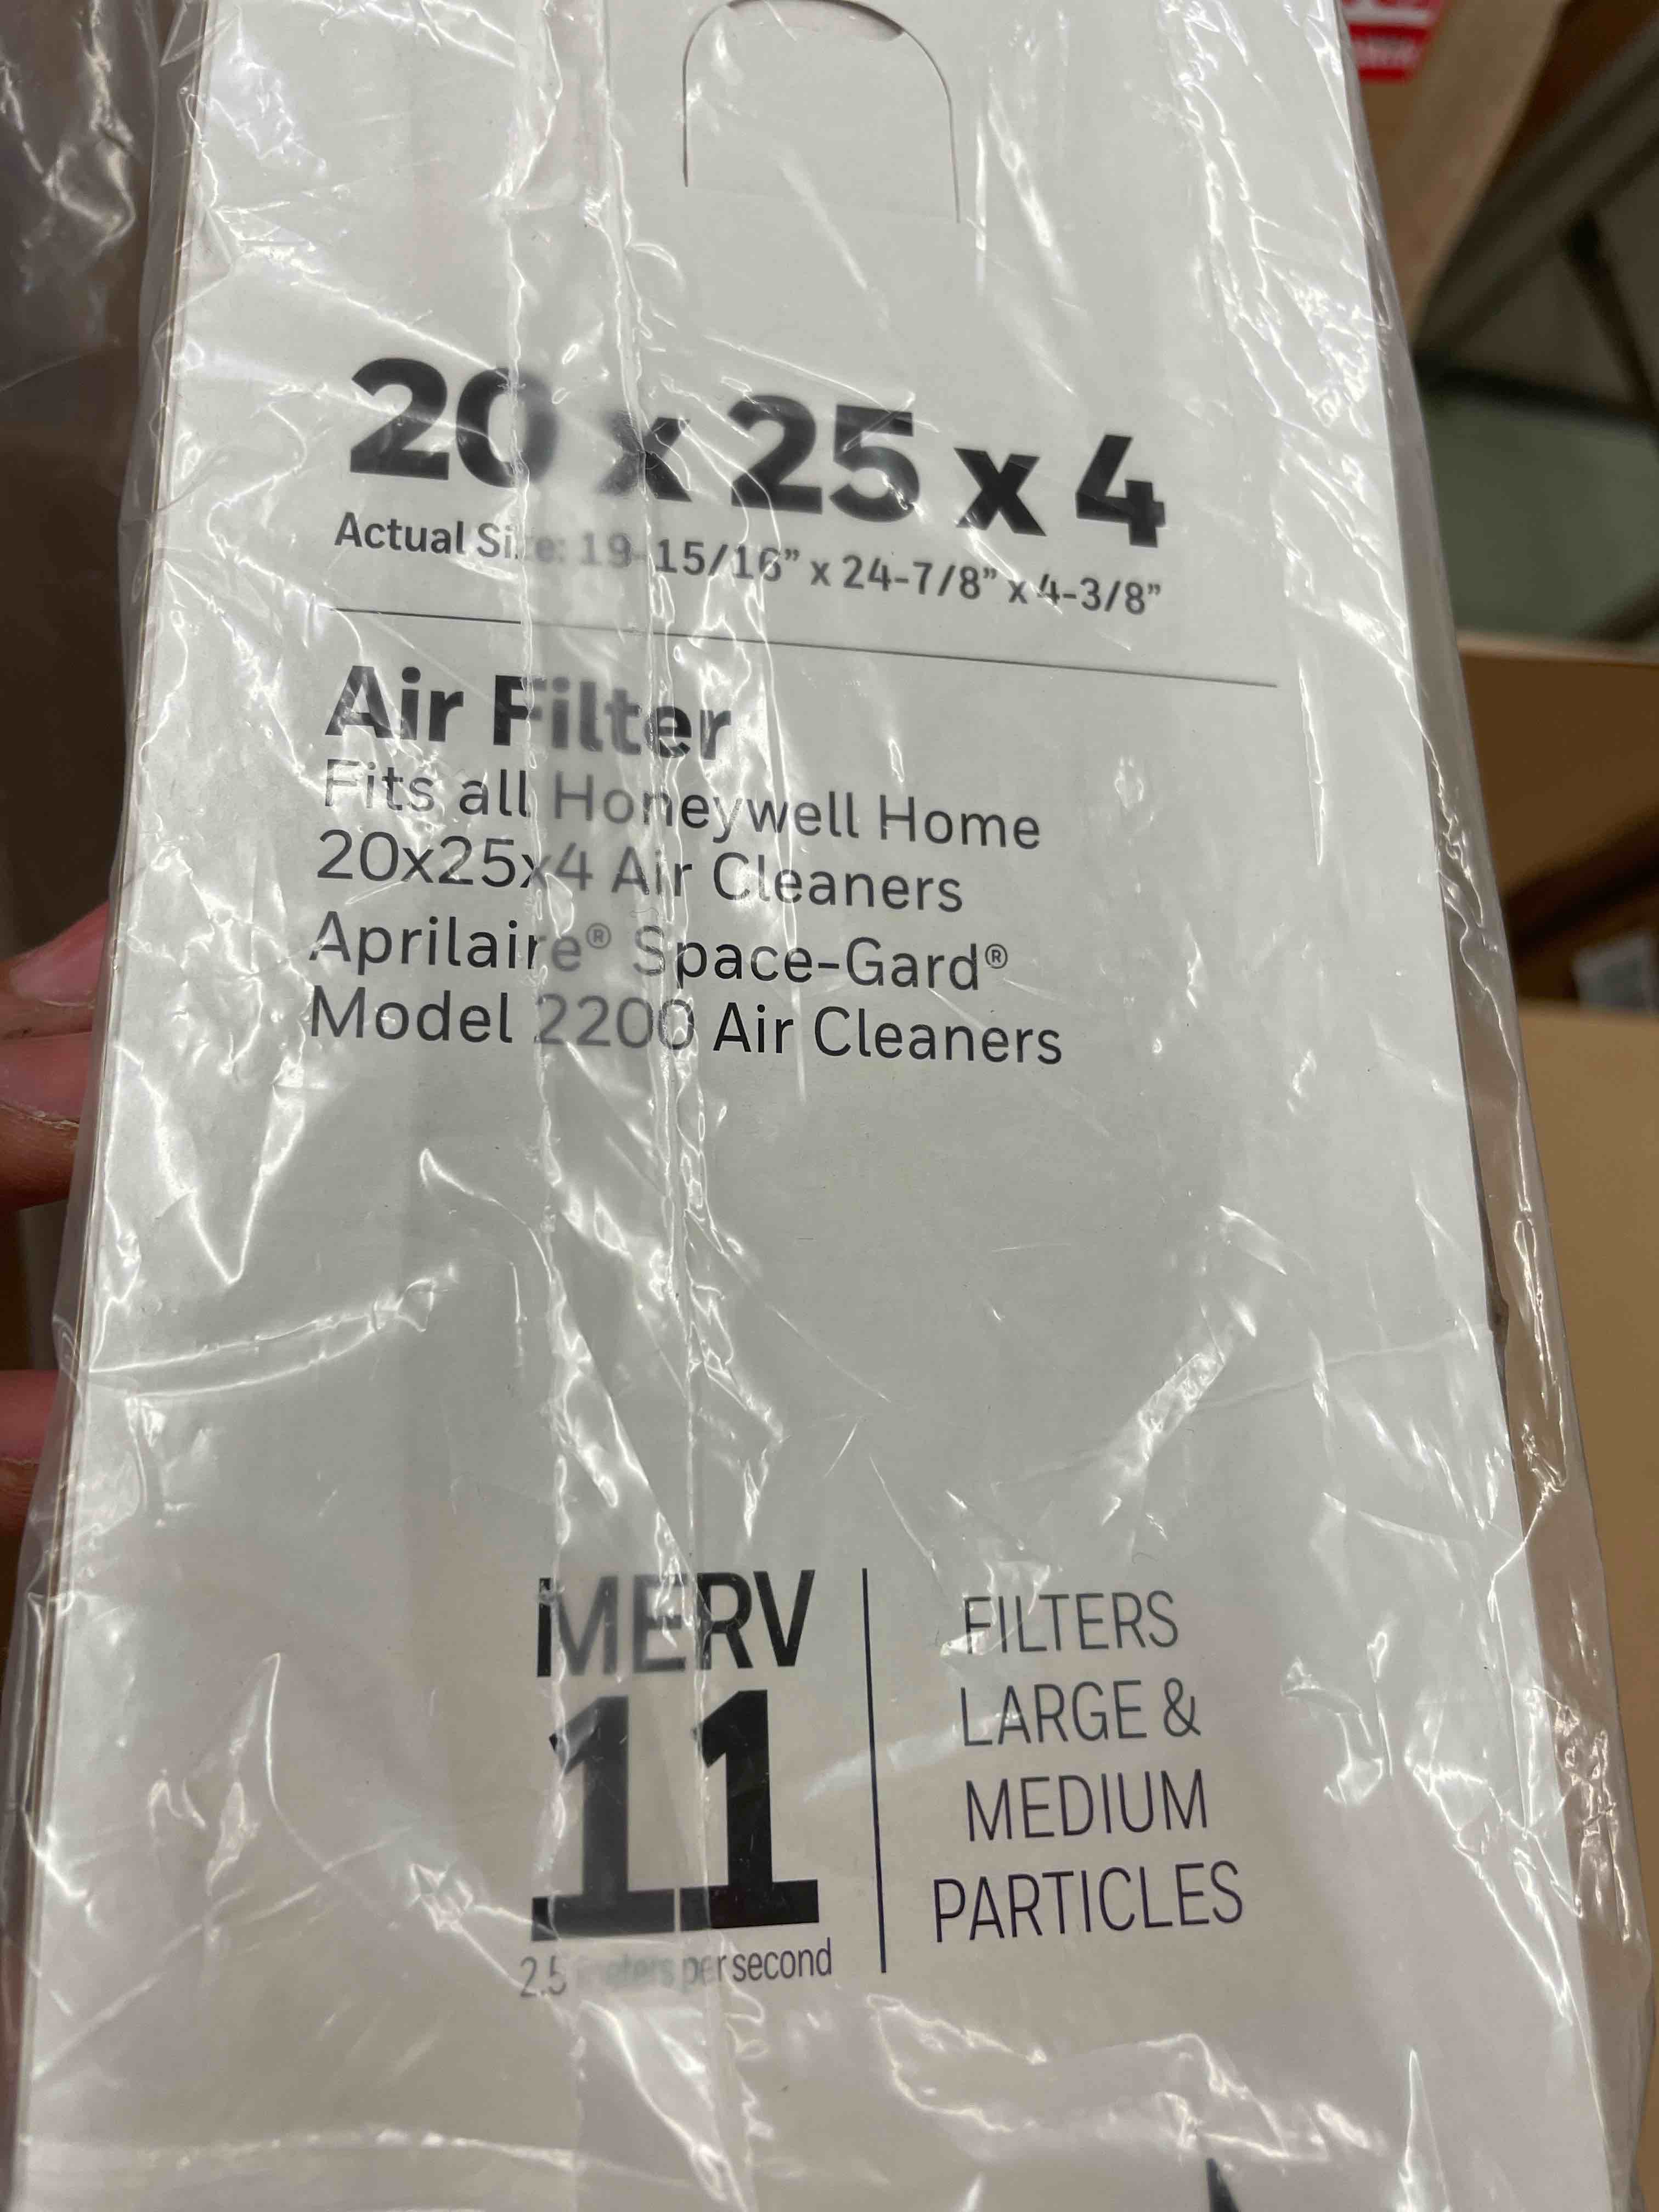 20 x 25 x 4
Actual Size: 19-15/16” x 24-7/8” x 4-3/8”
Air Filter
Fits all Honeywell Home
20x25x4 Air Cleaners
Aprilaire® Space-Gard®
Model 2200 Air Cleaners
MERV
11
2.5 meters per second
FILTERS
LARGE &
MEDIUM
PARTICLES